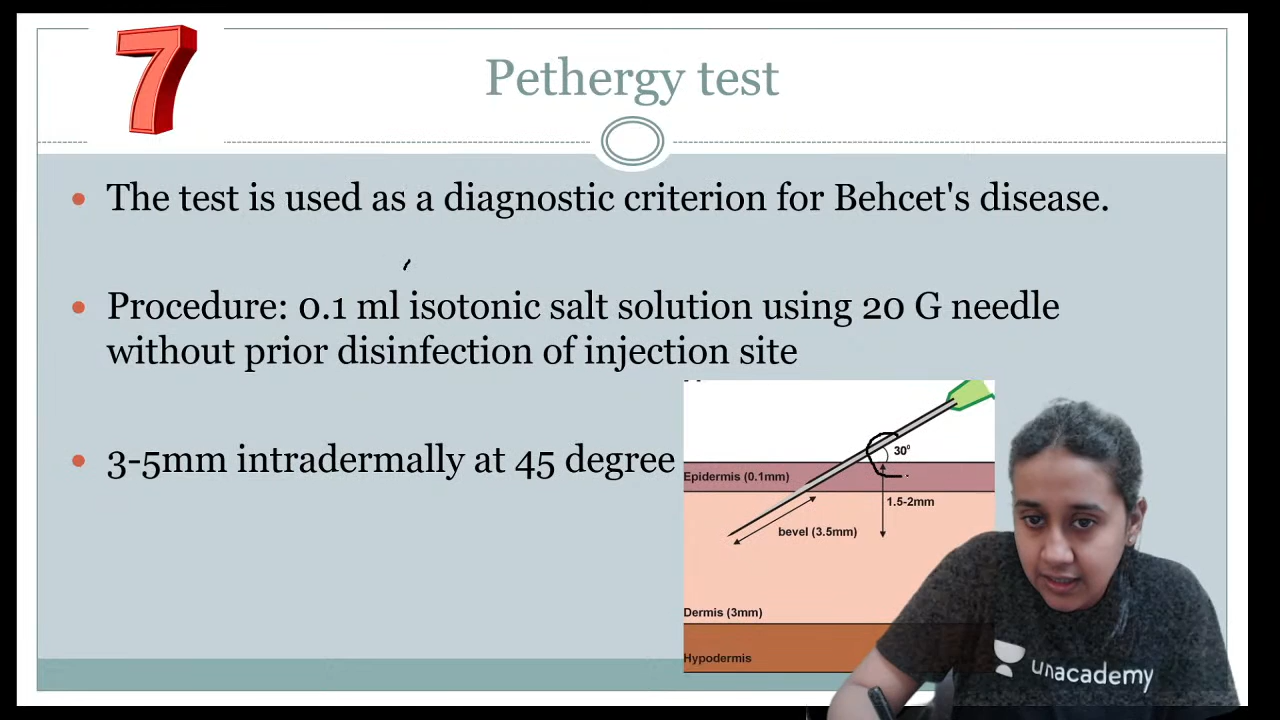 7
Pethergy test
• The test is used as a diagnostic criterion for Behcet's disease.
• Procedure: 0.1 ml isotonic salt solution using 20 G needle
without prior disinfection of injection site
• 3-5mm intradermally at 45 degree
30°
Epidermis (0.1mm)
1.5-2mm
bevel (3.5mm)
Dermis (3mm)
Hypodermis
unacademy